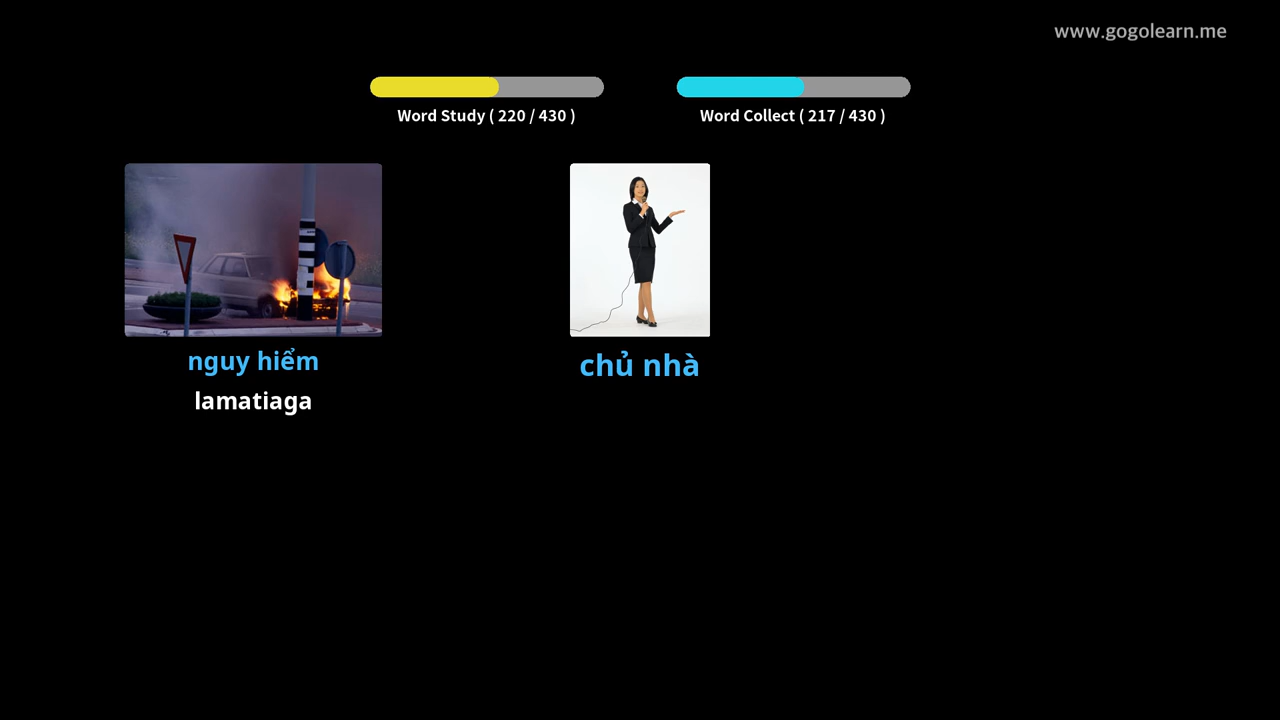 www.gogolearn.me
Word Study ( 220 / 430 )
Word Collect ( 217 / 430 )
nguy hiểm
lamatiaga
chủ nhà